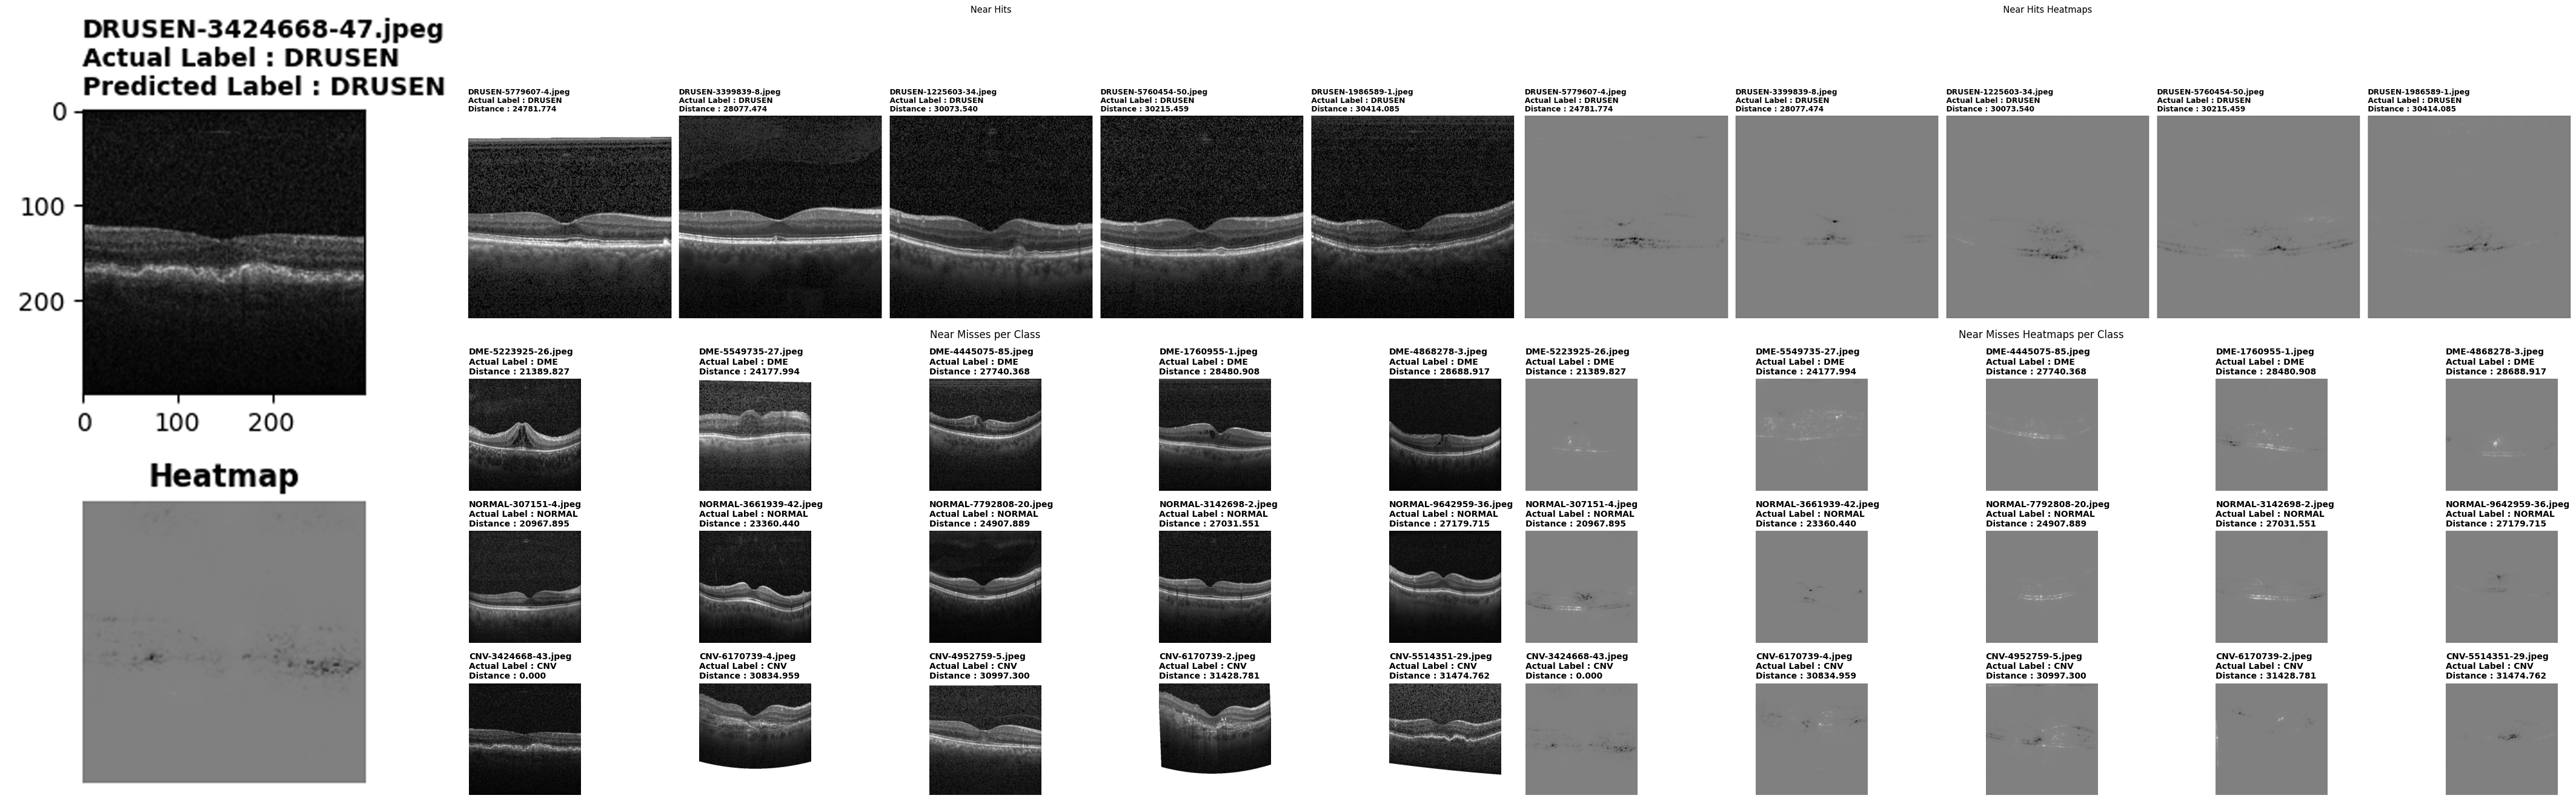 DRUSEN-3424668-47.jpeg
Actual Label : DRUSEN
Predicted Label : DRUSEN
0
100
200
0
100
200
Heatmap
Near Hits
DRUSEN-5779607-4.jpeg
Actual Label : DRUSEN
Distance : 24781.774
DRUSEN-3399839-8.jpeg
Actual Label : DRUSEN
Distance : 28077.474
DRUSEN-1225603-34.jpeg
Actual Label : DRUSEN
Distance : 30073.540
DRUSEN-5760454-50.jpeg
Actual Label : DRUSEN
Distance : 30215.459
DRUSEN-1986589-1.jpeg
Actual Label : DRUSEN
Distance : 30414.085
Near Hits Heatmaps
DRUSEN-5779607-4.jpeg
Actual Label : DRUSEN
Distance : 24781.774
DRUSEN-3399839-8.jpeg
Actual Label : DRUSEN
Distance : 28077.474
DRUSEN-1225603-34.jpeg
Actual Label : DRUSEN
Distance : 30073.540
DRUSEN-5760454-50.jpeg
Actual Label : DRUSEN
Distance : 30215.459
DRUSEN-1986589-1.jpeg
Actual Label : DRUSEN
Distance : 30414.085
Near Misses per Class
DME-5223925-26.jpeg
Actual Label : DME
Distance : 21389.827
DME-5549735-27.jpeg
Actual Label : DME
Distance : 24177.994
DME-4445075-85.jpeg
Actual Label : DME
Distance : 27740.368
DME-1760955-1.jpeg
Actual Label : DME
Distance : 28480.908
DME-4868278-3.jpeg
Actual Label : DME
Distance : 28688.917
NORMAL-307151-4.jpeg
Actual Label : NORMAL
Distance : 20967.895
NORMAL-3661939-42.jpeg
Actual Label : NORMAL
Distance : 23360.440
NORMAL-7792808-20.jpeg
Actual Label : NORMAL
Distance : 24907.889
NORMAL-3142698-2.jpeg
Actual Label : NORMAL
Distance : 27031.551
NORMAL-9642959-36.jpeg
Actual Label : NORMAL
Distance : 27179.715
CNV-3424668-43.jpeg
Actual Label : CNV
Distance : 0.000
CNV-6170739-4.jpeg
Actual Label : CNV
Distance : 30834.959
CNV-4952759-5.jpeg
Actual Label : CNV
Distance : 30997.300
CNV-6170739-2.jpeg
Actual Label : CNV
Distance : 31428.781
CNV-5514351-29.jpeg
Actual Label : CNV
Distance : 31474.762
Near Misses Heatmaps per Class
DME-5223925-26.jpeg
Actual Label : DME
Distance : 21389.827
DME-5549735-27.jpeg
Actual Label : DME
Distance : 24177.994
DME-4445075-85.jpeg
Actual Label : DME
Distance : 27740.368
DME-1760955-1.jpeg
Actual Label : DME
Distance : 28480.908
DME-4868278-3.jpeg
Actual Label : DME
Distance : 28688.917
NORMAL-307151-4.jpeg
Actual Label : NORMAL
Distance : 20967.895
NORMAL-3661939-42.jpeg
Actual Label : NORMAL
Distance : 23360.440
NORMAL-7792808-20.jpeg
Actual Label : NORMAL
Distance : 24907.889
NORMAL-3142698-2.jpeg
Actual Label : NORMAL
Distance : 27031.551
NORMAL-9642959-36.jpeg
Actual Label : NORMAL
Distance : 27179.715
CNV-3424668-43.jpeg
Actual Label : CNV
Distance : 0.000
CNV-6170739-4.jpeg
Actual Label : CNV
Distance : 30834.959
CNV-4952759-5.jpeg
Actual Label : CNV
Distance : 30997.300
CNV-6170739-2.jpeg
Actual Label : CNV
Distance : 31428.781
CNV-5514351-29.jpeg
Actual Label : CNV
Distance : 31474.762